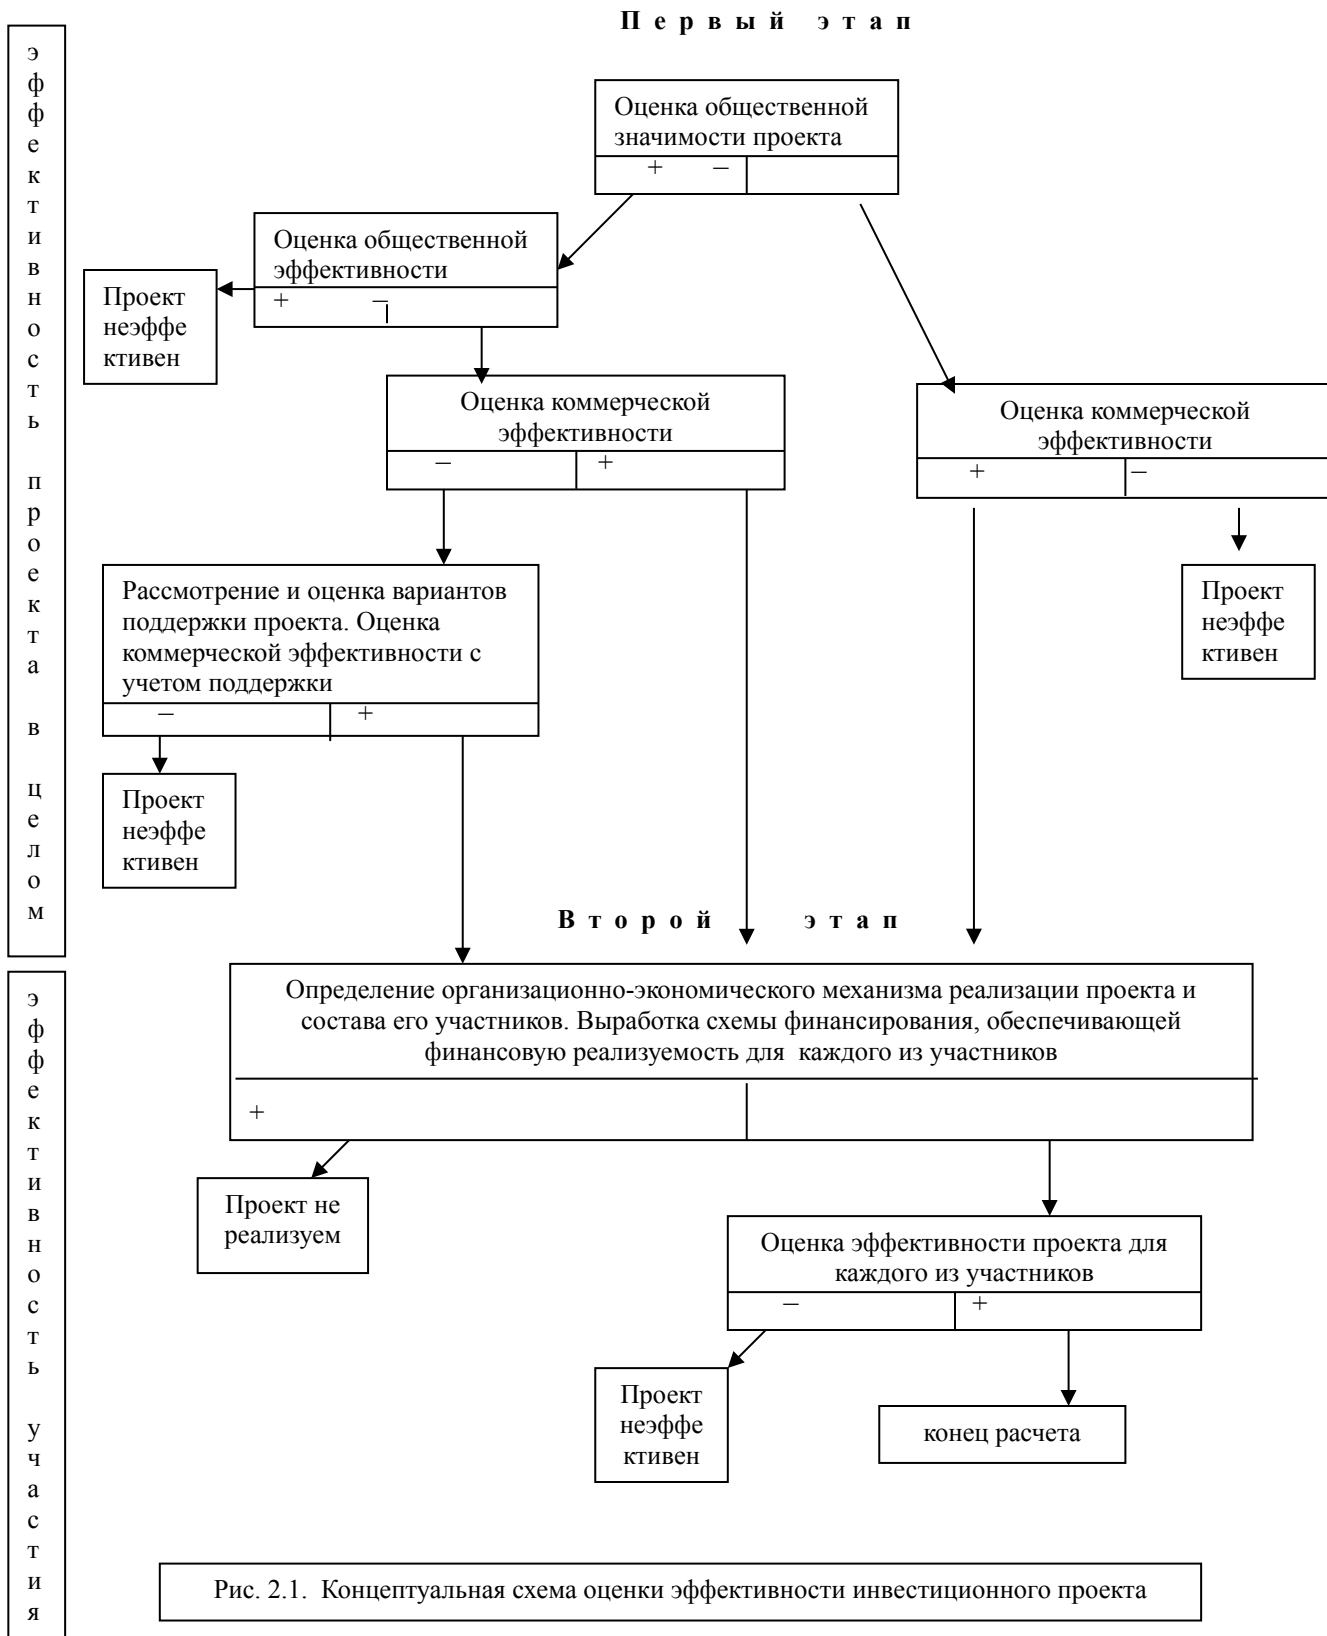 Первый этап
эффективность проекта в целом
Оценка общественной
значимости проекта
+ –
Оценка общественной
эффективности
+ –
Проект
неэффе
ктивен
Оценка коммерческой
эффективности
– +
Оценка коммерческой
эффективности
+ –
Рассмотрение и оценка вариантов
поддержки проекта. Оценка
коммерческой эффективности с
учетом поддержки
– +
Проект
неэффе
ктивен
Проект
неэффе
ктивен
Второй этап
эффективность участия
Определение организационно-экономического механизма реализации проекта и
состава его участников. Выработка схемы финансирования, обеспечивающей
финансовую реализуемость для каждого из участников
+
Проект не
реализуем
Оценка эффективности проекта для
каждого из участников
– +
Проект
неэффе
ктивен
конец расчета
Рис. 2.1. Концептуальная схема оценки эффективности инвестиционного проекта